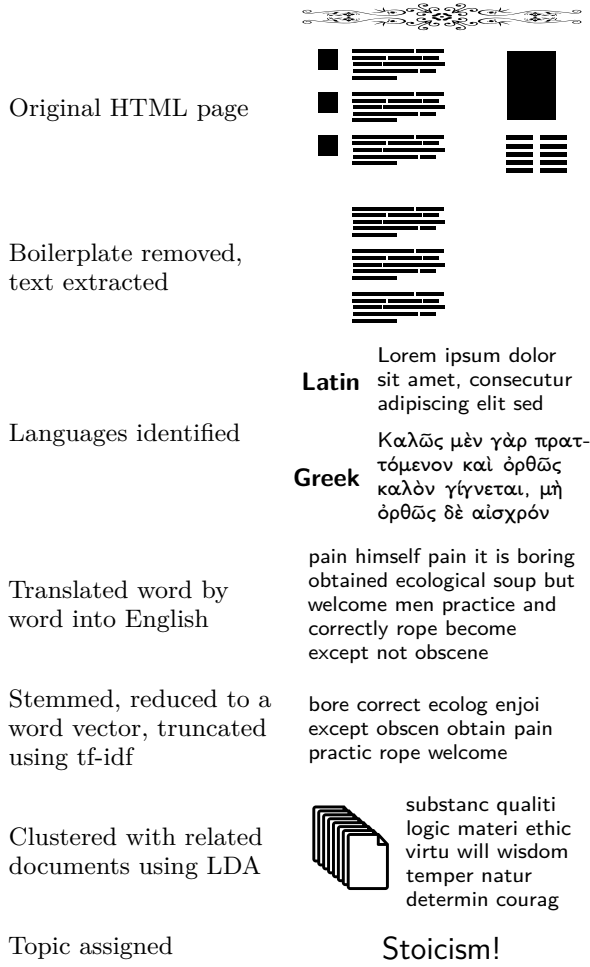 Original HTML page
Boilerplate removed,
text extracted
Languages identified
Latin
Lorem ipsum dolor
sit amet, consecutur
adipiscing elit sed
Greek
Καλῶς μὲν γὰρ πρατ-
τόμενον καὶ ὀρθῶς
καλὸν γίγνεται, μὴ
ὀρθῶς δὲ αἰσχρόν
Translated word by
word into English
pain himself pain it is boring
obtained ecological soup but
welcome men practice and
correctly rope become
except not obscene
Stemmed, reduced to a
word vector, truncated
using tf-idf
bore correct ecolog enjoi
except obscen obtain pain
practic rope welcome
Clustered with related
documents using LDA
substanc qualiti
logic materi ethic
virtu will wisdom
temper natur
determin courag
Topic assigned
Stoicism!